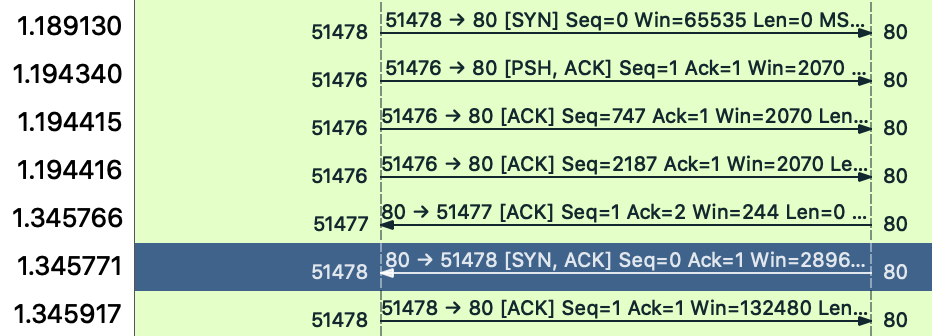 1.189130 51478 51478 → 80 [SYN] Seq=0 Win=65535 Len=0 MS... 80
1.194340 51476 51476 → 80 [PSH, ACK] Seq=1 Ack=1 Win=2070 ... 80
1.194415 51476 51476 → 80 [ACK] Seq=747 Ack=1 Win=2070 Len... 80
1.194416 51476 51476 → 80 [ACK] Seq=2187 Ack=1 Win=2070 Le... 80
1.345766 51477 80 → 51477 [ACK] Seq=1 Ack=2 Win=244 Len=0 ... 80
1.345771 51478 80 → 51478 [SYN, ACK] Seq=0 Ack=1 Win=2896... 80
1.345917 51478 51478 → 80 [ACK] Seq=1 Ack=1 Win=132480 Len... 80